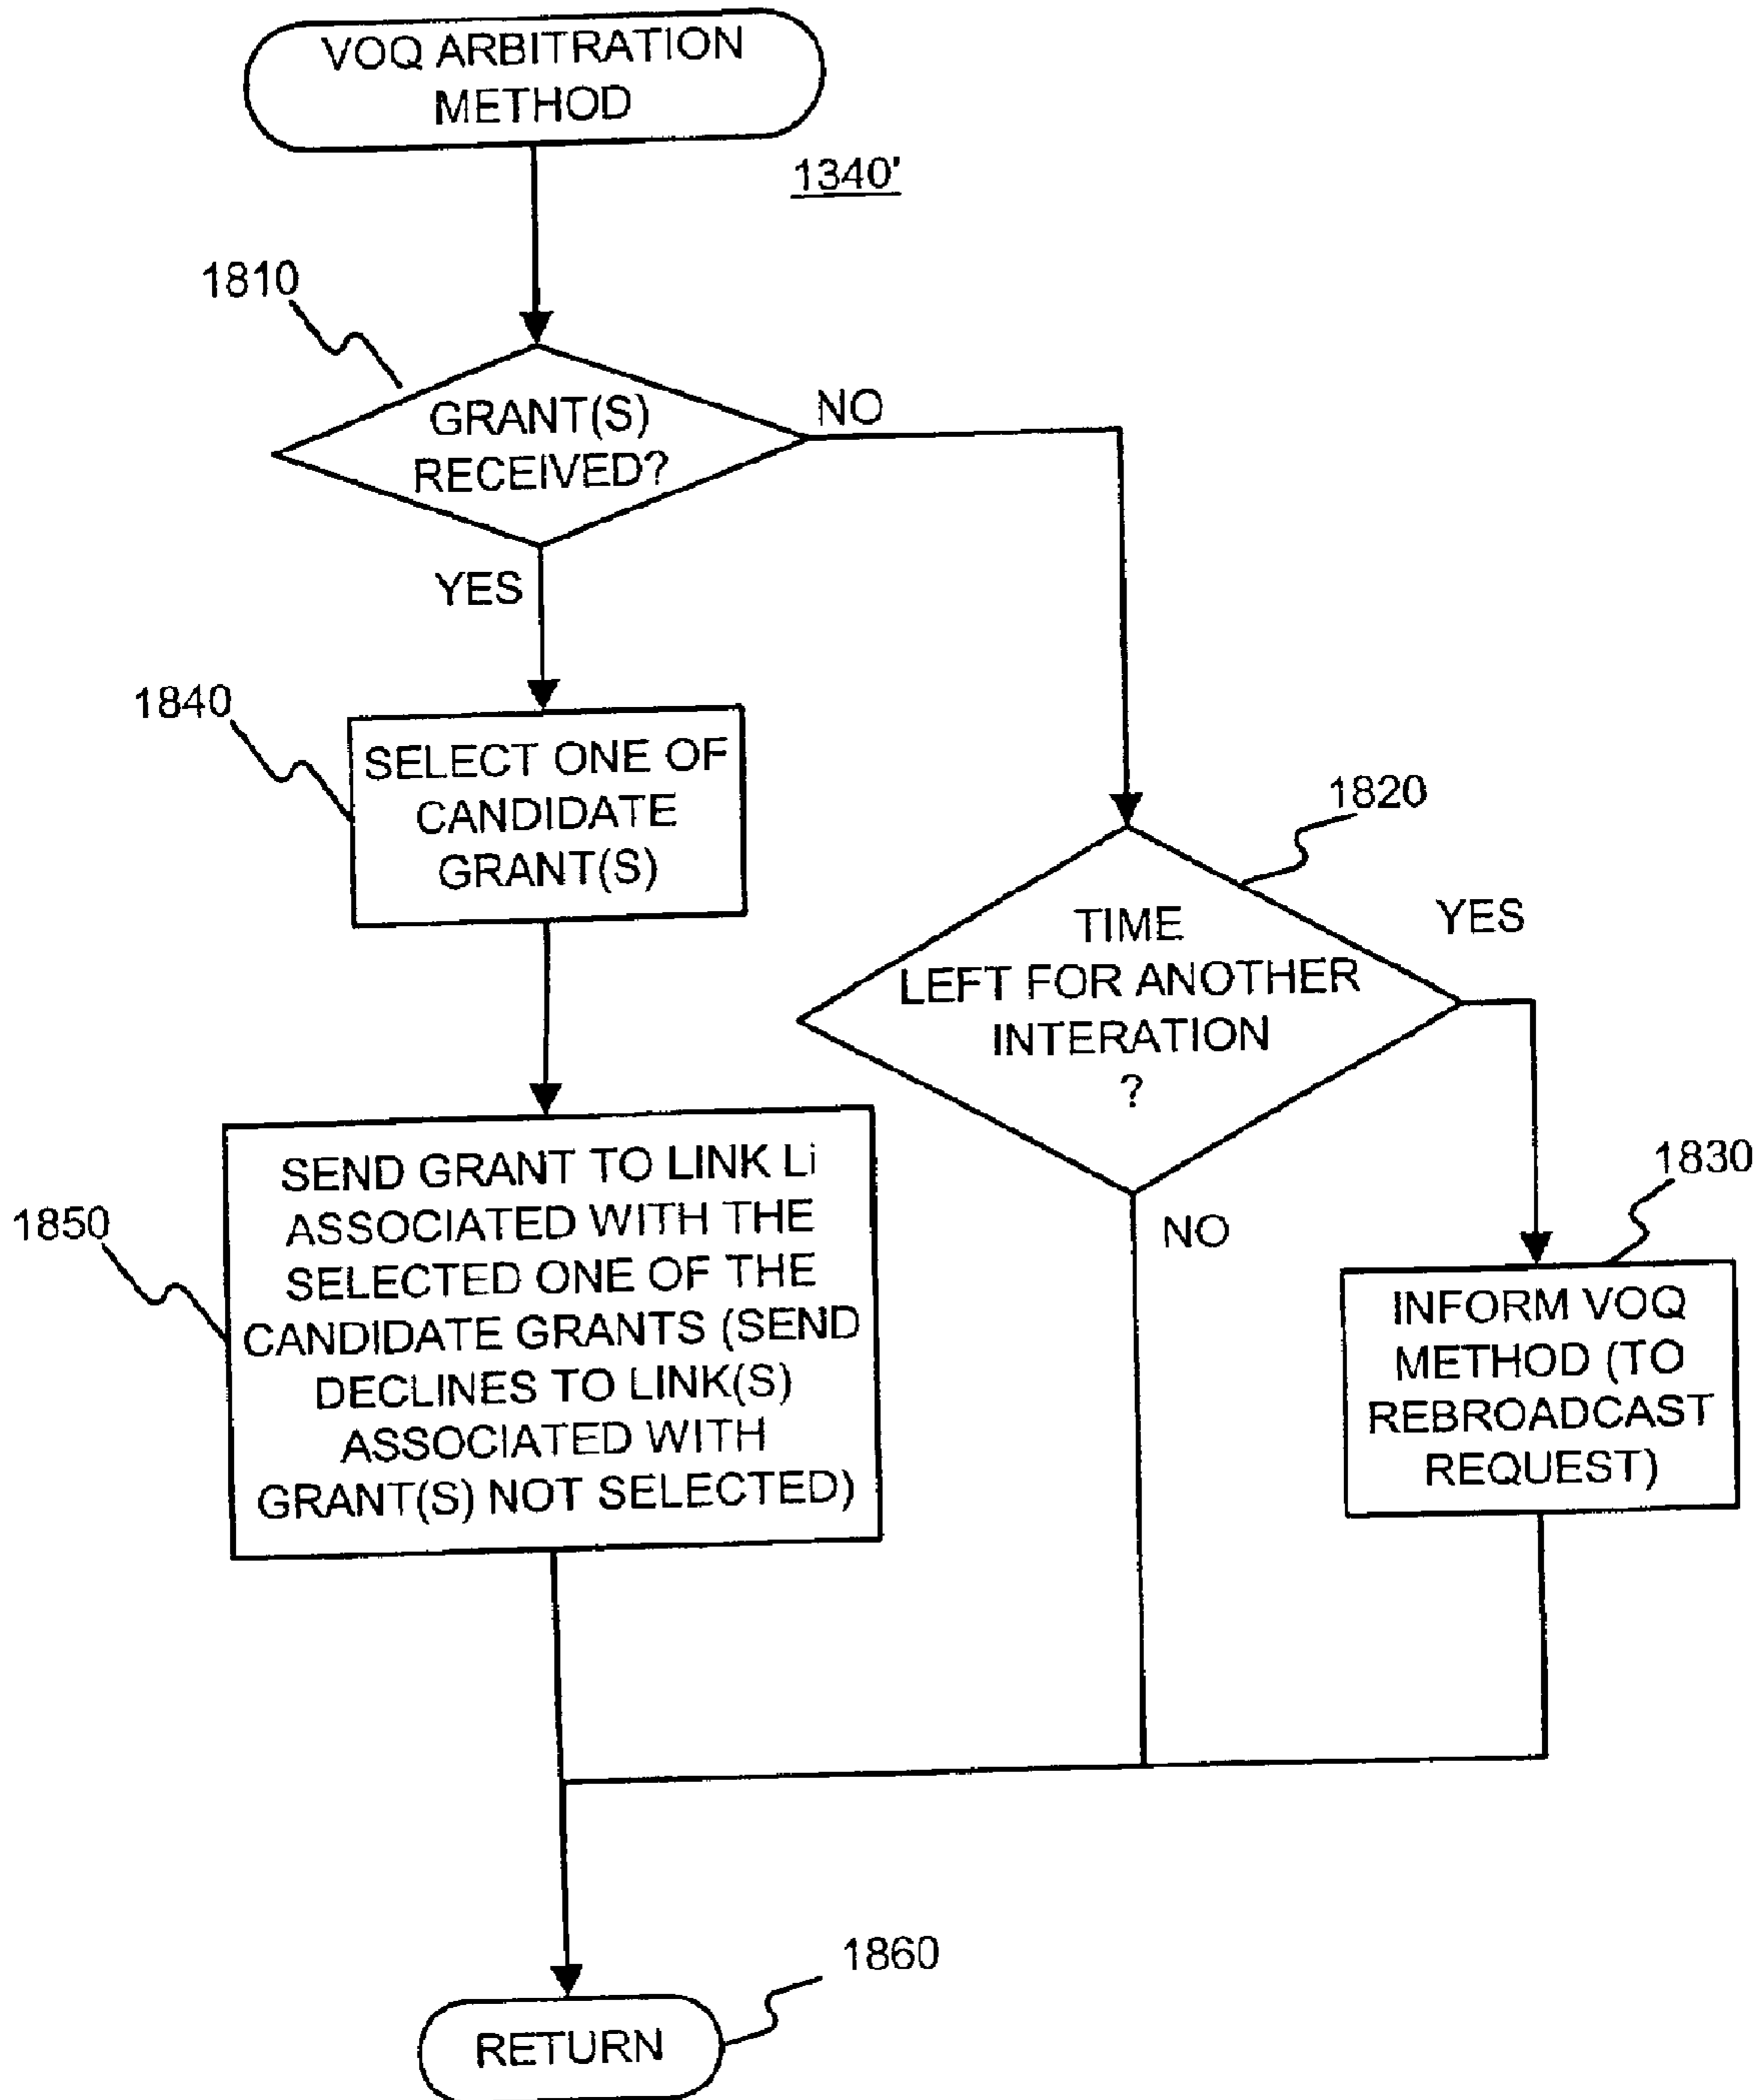 VOQ ARBITRATION
METHOD
1340'
1810
GRANT(S)
RECEIVED?
NO
YES
1840
SELECT ONE OF
CANDIDATE
GRANT(S)
1820
TIME
LEFT FOR ANOTHER
INTERATION
?
YES
NO
1830
INFORM VOQ
METHOD (TO
REBROADCAST
REQUEST)
1850
SEND GRANT TO LINK Li
ASSOCIATED WITH THE
SELECTED ONE OF THE
CANDIDATE GRANTS (SEND
DECLINES TO LINK(S)
ASSOCIATED WITH
GRANT(S) NOT SELECTED)
1860
RETURN